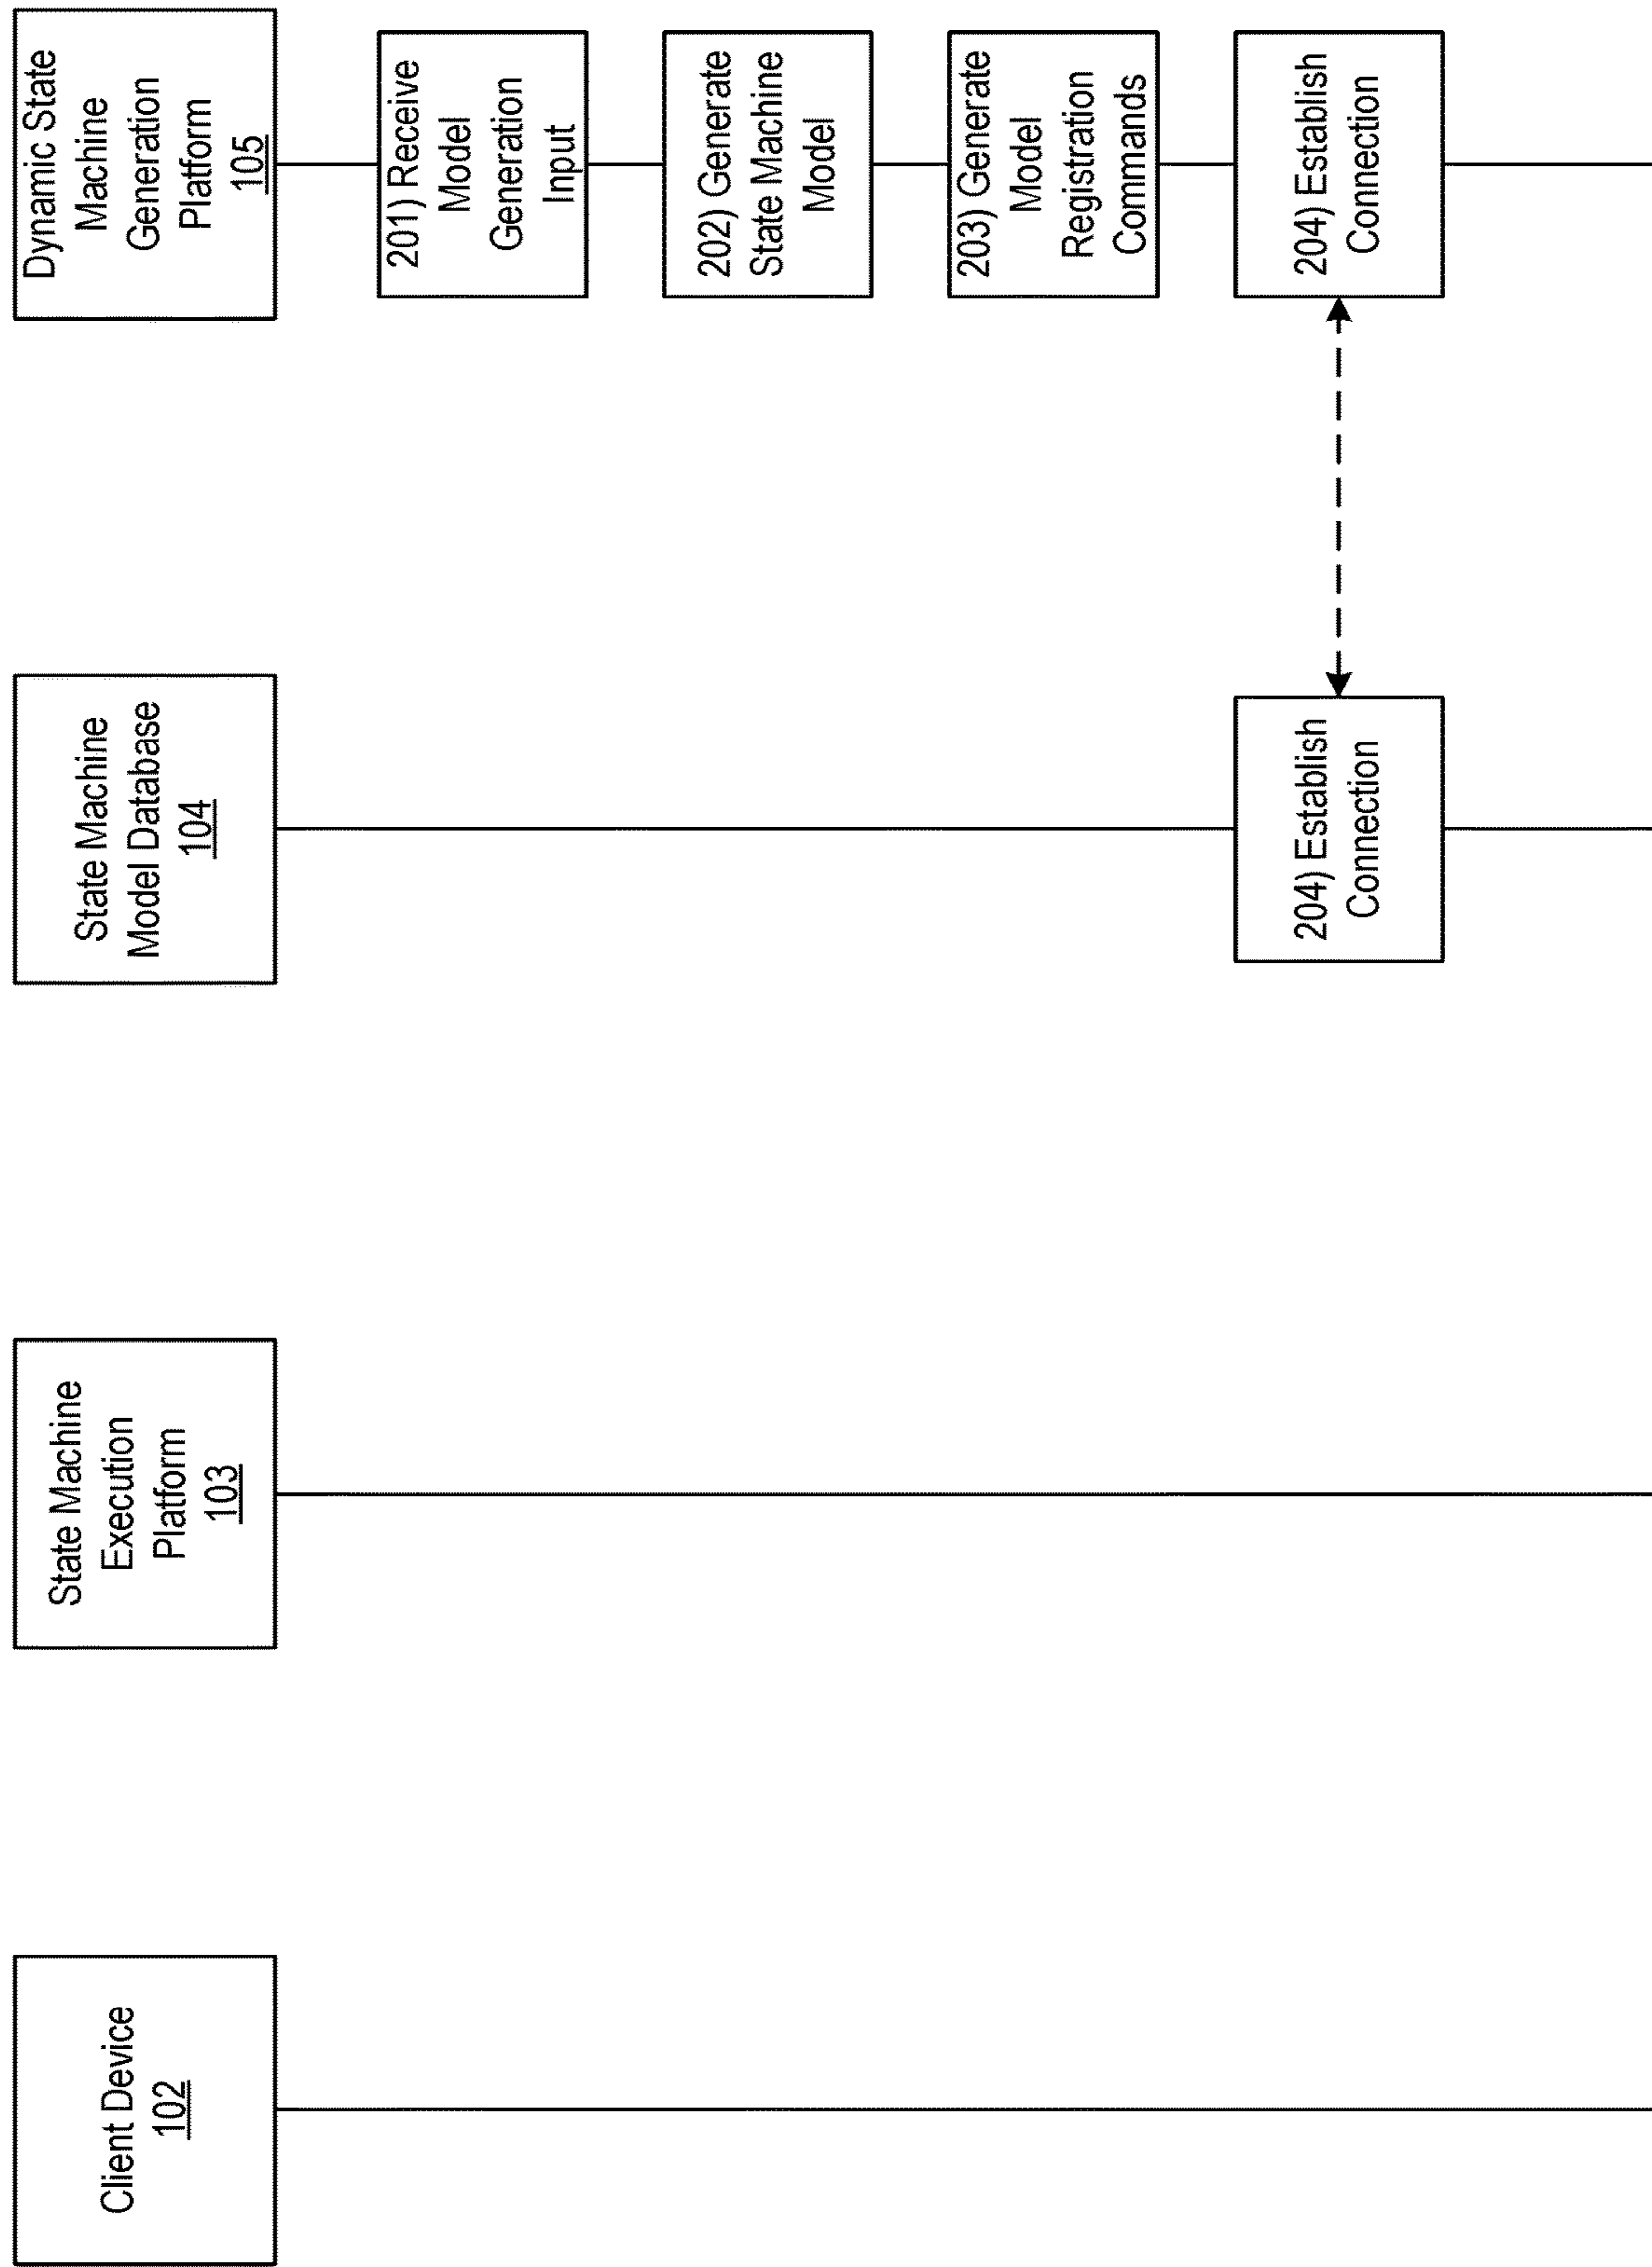 Client Device
102
State Machine
Execution
Platform
103
State Machine
Model Database
104
Dynamic State
Machine
Generation
Platform
105
201) Receive
Model
Generation
Input
202) Generate
State Machine
Model
203) Generate
Model
Registration
Commands
204) Establish
Connection
204) Establish
Connection